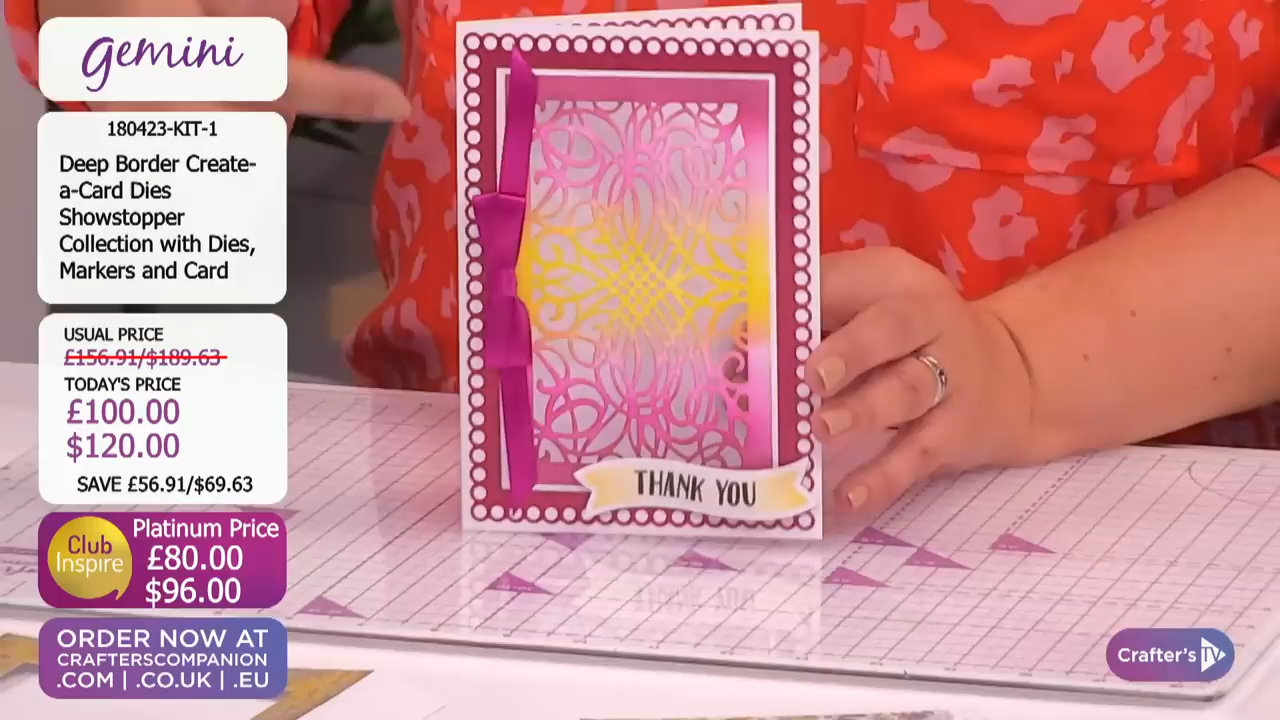 gemini
180423-KIT-1
Deep Border Create-
a-Card Dies
Showstopper
Collection with Dies,
Markers and Card
USUAL PRICE
£156.91/$189.63
TODAY'S PRICE
£100.00
$120.00
SAVE £56.91/$69.63
Club
Inspire
Platinum Price
£80.00
$96.00
ORDER NOW AT
CRAFTERSCOMPANION
.COM | .CO.UK | .EU
THANK YOU
Crafter's TV